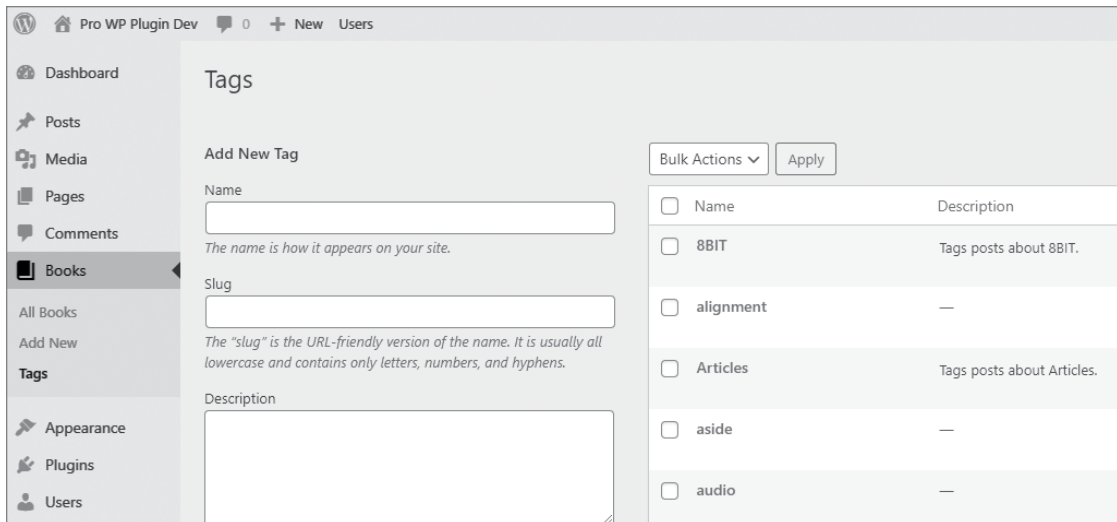 Pro WP Plugin Dev 0 New Users
Dashboard
Posts
Media
Pages
Comments
Books
All Books
Add New
Tags
Appearance
Plugins
Users
Tags
Add New Tag
Name
The name is how it appears on your site.
Slug
The “slug” is the URL-friendly version of the name. It is usually all
lowercase and contains only letters, numbers, and hyphens.
Description
Bulk Actions Apply
Name Description
8BIT Tags posts about 8BIT.
alignment —
Articles Tags posts about Articles.
aside —
audio —